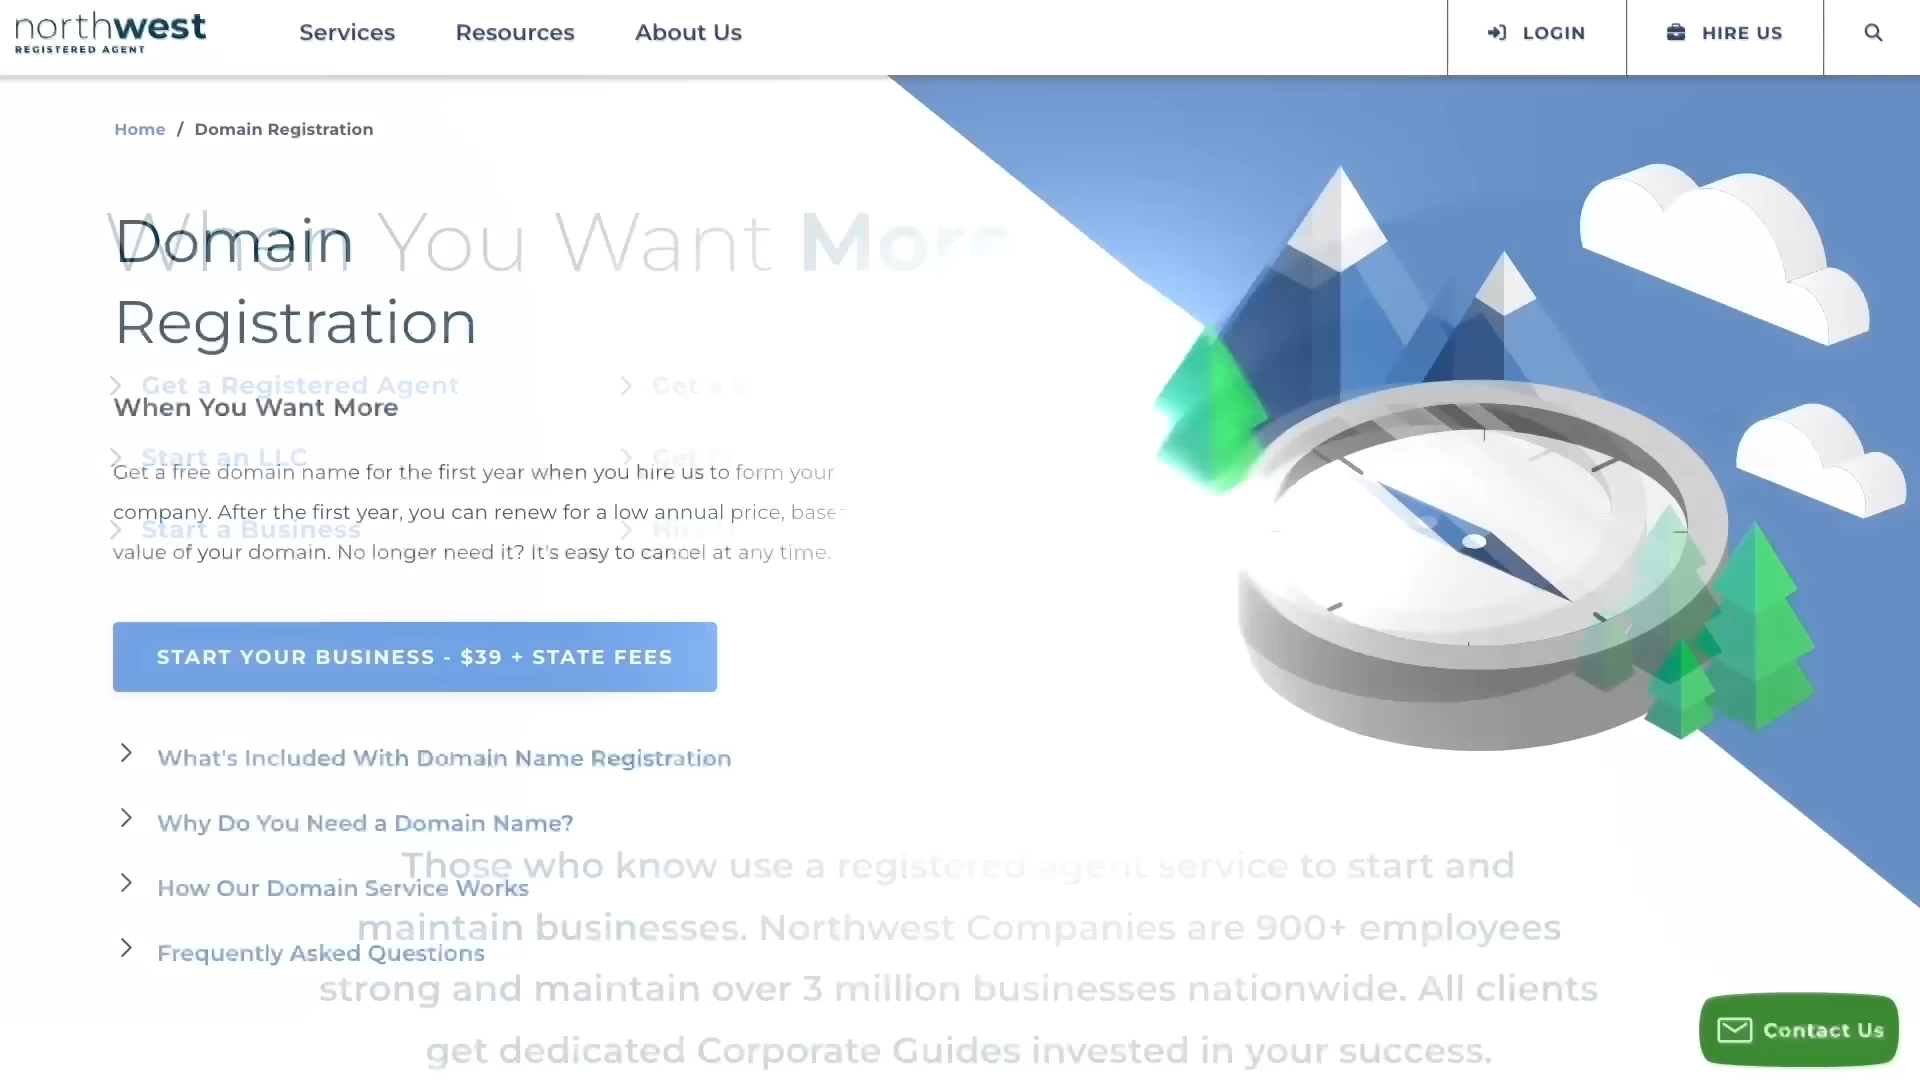 northwest
REGISTERED AGENT
Services
Resources
About Us
LOGIN
HIRE US
Home / Domain Registration
When You Want More
Domain
Registration
Get a Registered Agent
Get a
When You Want More
Start an LLC
Get a free domain name for the first year when you hire us to form your
company. After the first year, you can renew for a low annual price,
Start a Business
Hire
value of your domain. No longer need it? It's easy to cancel at any time.
START YOUR BUSINESS - $39 + STATE FEES
What's Included With Domain Name Registration
Why Do You Need a Domain Name?
Those who know use a registered agent service to start and
How Our Domain Service Works
maintain businesses. Northwest Companies are 900+ employees
Frequently Asked Questions
strong and maintain over 3 million businesses nationwide. All clients
get dedicated Corporate Guides invested in your success.
Contact Us